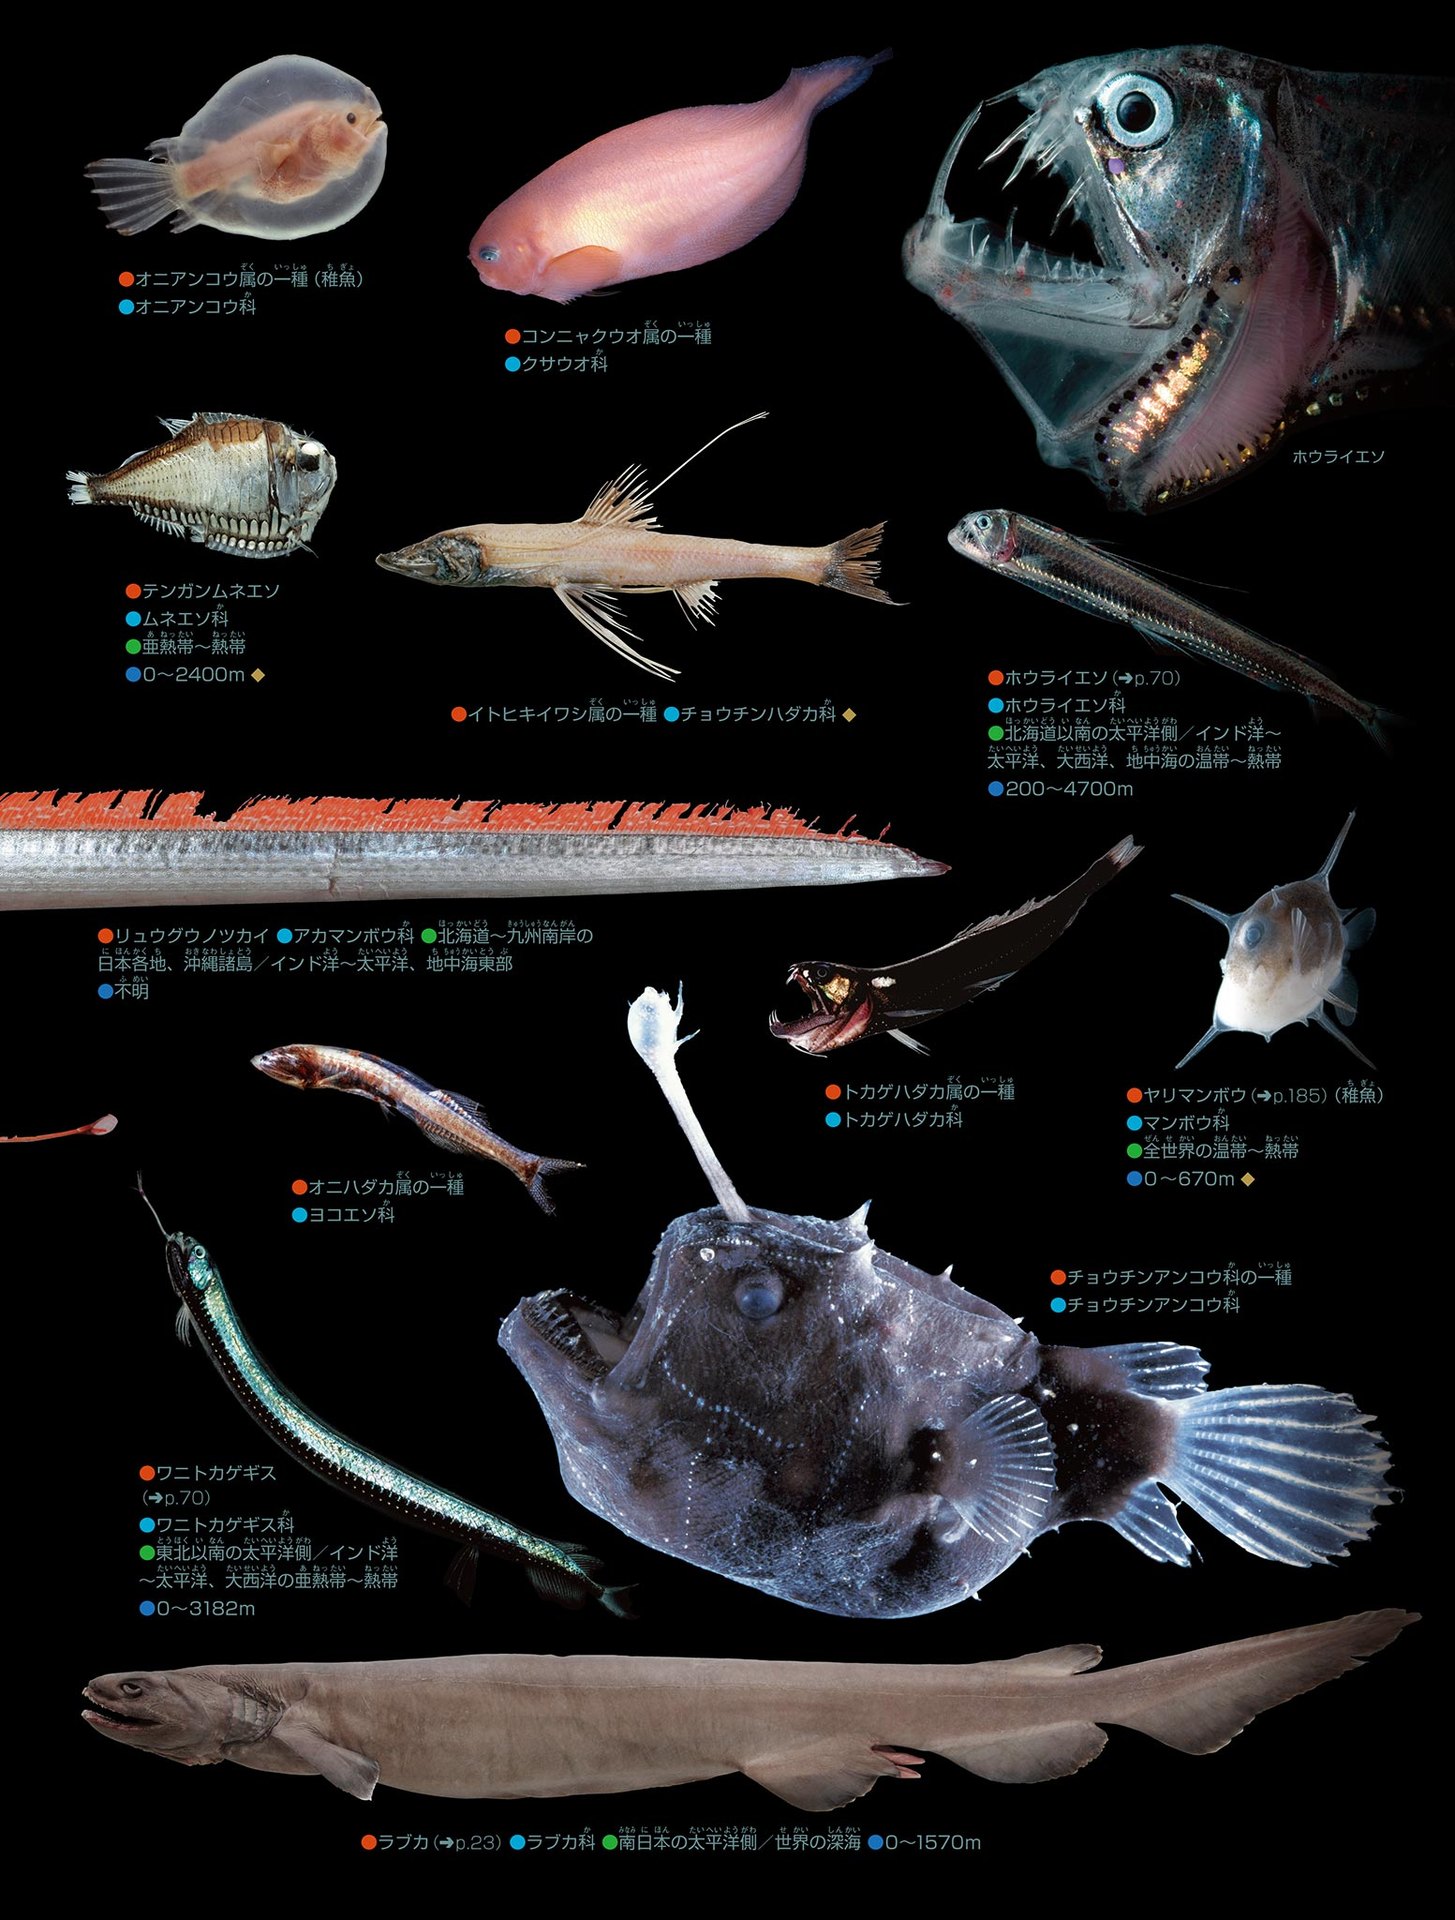 ●オニアンコウ属の一種（稚魚）
●オニアンコウ科
●コンニャクウオ属の一種
●クサウオ科
ホウライエソ
●テンガンムネエソ
●ムネエソ科
●亜熱帯〜熱帯
●0〜2400m◆
●イトヒキイワシ属の一種 ●チョウチンハダカ科◆
●ホウライエソ（➔p.70）
●ホウライエソ科
●北海道以南の太平洋側／インド洋〜
太平洋、大西洋、地中海の温帯〜熱帯
●200〜4700m
●リュウグウノツカイ ●アカマンボウ科 ●北海道〜九州南岸の
日本各地、沖縄諸島／インド洋〜太平洋、地中海東部
●不明
●トカゲハダカ属の一種
●トカゲハダカ科
●ヤリマンボウ（➔p.185）（稚魚）
●マンボウ科
●全世界の温帯〜熱帯
●0〜670m◆
●オニハダカ属の一種
●ヨコエソ科
●チョウチンアンコウ科の一種
●チョウチンアンコウ科
●ワニトカゲギス
（➔p.70）
●ワニトカゲギス科
●東北以南の太平洋側／インド洋
〜太平洋、大西洋の亜熱帯〜熱帯
●0〜3182m
●ラブカ（➔p.23） ●ラブカ科 ●南日本の太平洋側／世界の深海 ●0〜1570m